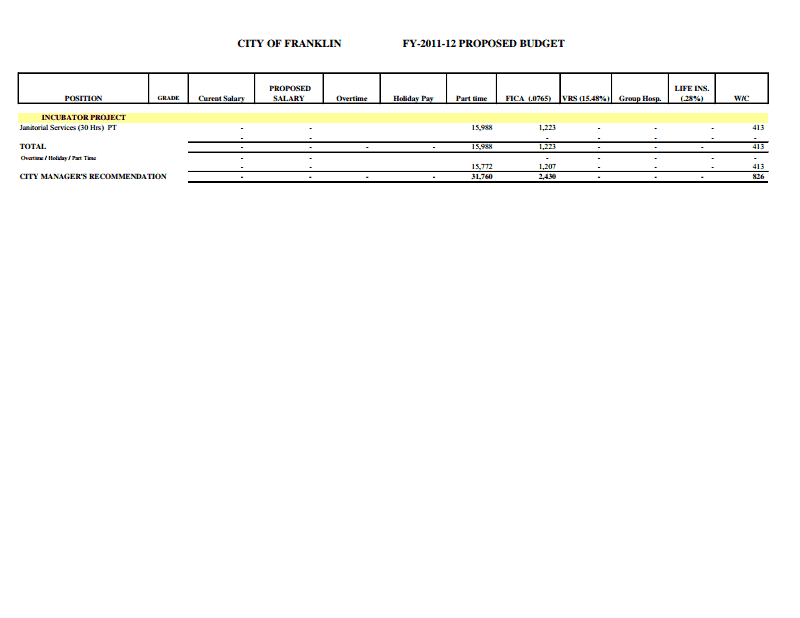 CITY OF FRANKLIN FY-2011-12 PROPOSED BUDGET
POSITION GRADE Curent Salary PROPOSED SALARY Overtime Holiday Pay Part time FICA (.0765) VRS (15.48%) Group Hosp. LIFE INS. (.28%) W/C
INCUBATOR PROJECT
Janitorial Services (30 Hrs) PT - - 15,988 1,223 - - - 413
- - - - - - -
TOTAL - - - - 15,988 1,223 - - - 413
Overtime / Holiday / Part Time - - - - - - -
- - 15,772 1,207 - - - 413
CITY MANAGER'S RECOMMENDATION - - - - 31,760 2,430 - - - 826